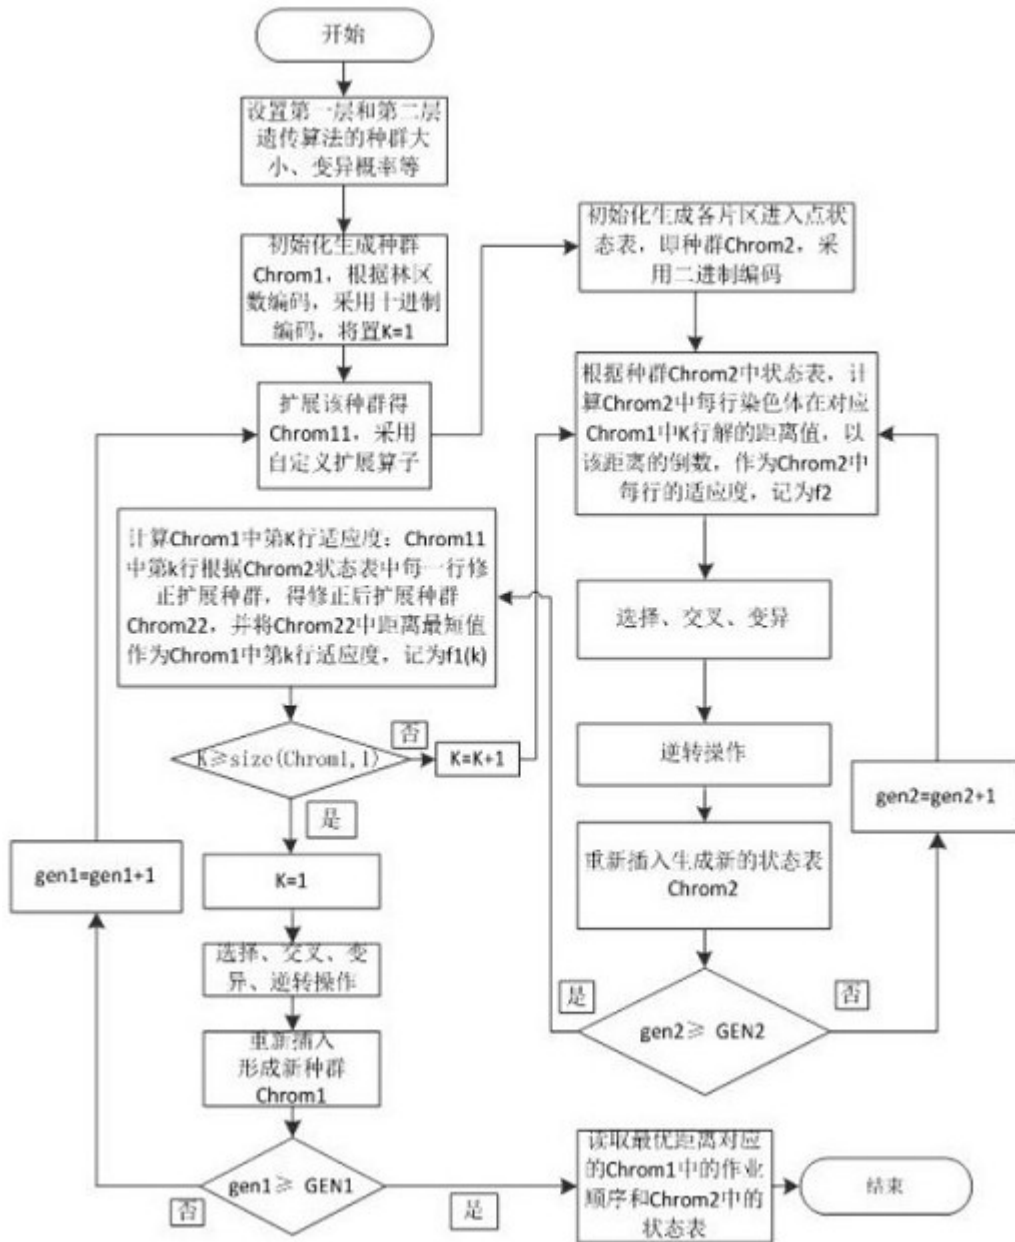 开始
设置第一层和第二层
遗传算法的种群大
小、变异概率等
初始化生成种群
Chrom1，根据林区
数编码，采用十进制
编码，将置K=1
扩展该种群得
Chrom11，采用
自定义扩展算子
初始化生成各片区进入点状
态表，即种群Chrom2，采
用二进制编码
根据种群Chrom2中状态表，计
算Chrom2中每行染色体在对应
Chrom1中K行解的距离值，以
该距离的倒数，作为Chrom2中
每行的适应度，记为f2
选择、交叉、变异
逆转操作
重新插入生成新的状态表
Chrom2
gen2≥ GEN2
是
否
gen2=gen2+1
计算Chrom1中第K行适应度：Chrom11
中第k行根据Chrom2状态表中每一行修
正扩展种群，得修正后扩展种群
Chrom22，并将Chrom22中距离最短值
作为Chrom1中第k行适应度，记为f1(k)
K≥size(Chrom1,1)
否
K=K+1
是
K=1
选择、交叉、变
异、逆转操作
重新插入
形成新种群
Chrom1
gen1≥ GEN1
否
gen1=gen1+1
是
读取最优距离对应
的Chrom1中的作业
顺序和Chrom2中的
状态表
结束